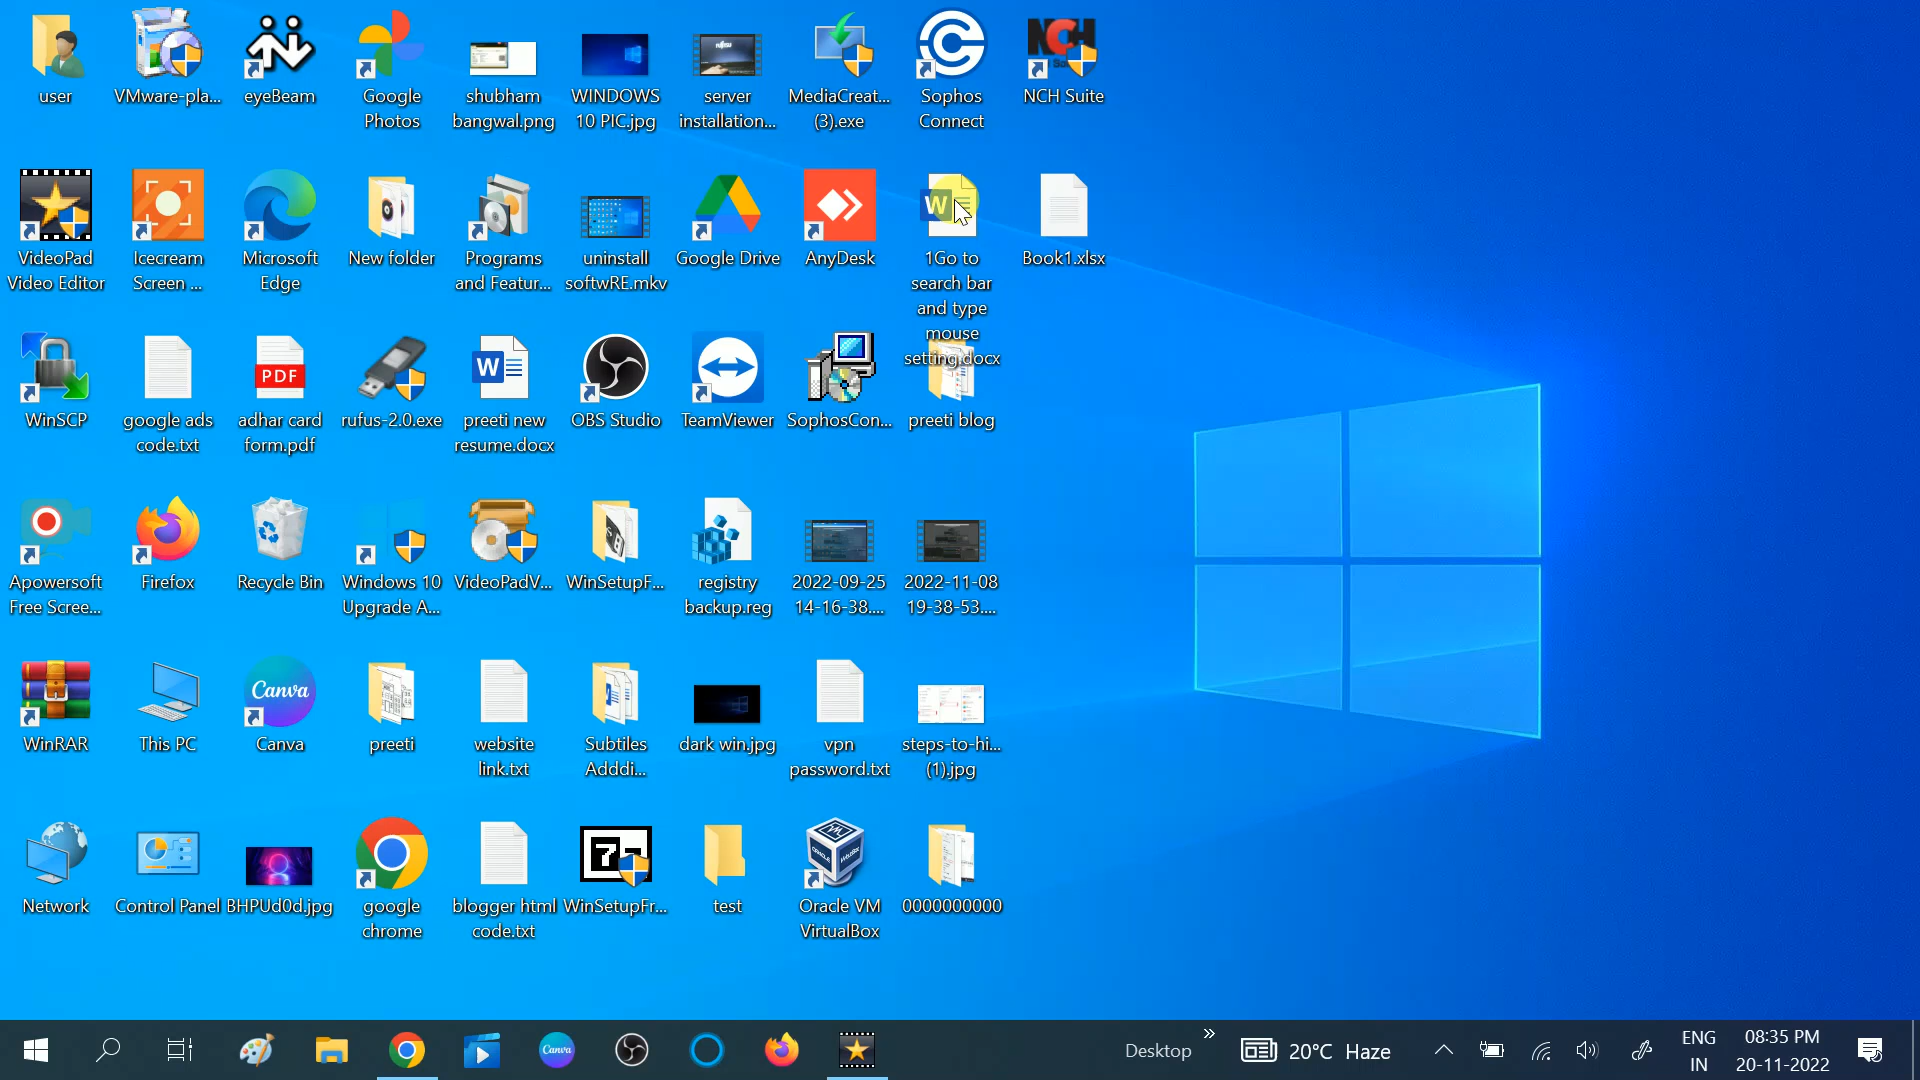 user
VMware-pla...
eyeBeam
Google
Photos
shubham
bangwal.png
WINDOWS
10 PIC.jpg
server
installation...
MediaCreat...
(3).exe
Sophos
Connect
NCH
NCH Suite
VideoPad
Video Editor
Icecream
Screen ...
Microsoft
Edge
New folder
Programs
and Featur...
uninstall
softwRE.mkv
Google Drive
AnyDesk
1Go to
search bar
and type
mouse
setting.docx
Book1.xlsx
WinSCP
google ads
code.txt
PDF
adhar card
form.pdf
rufus-2.0.exe
preeti new
resume.docx
OBS Studio
TeamViewer
SophosCon...
preeti blog
Apowersoft
Free Scree...
Firefox
Recycle Bin
Windows 10
Upgrade A...
VideoPadV...
WinSetupF...
registry
backup.reg
2022-09-25
14-16-38....
2022-11-08
19-38-53....
WinRAR
This PC
Canva
Canva
preeti
website
link.txt
Subtiles
Adddi...
dark win.jpg
vpn
password.txt
steps-to-hi...
(1).jpg
Network
Control Panel
BHPUd0d.jpg
google
chrome
blogger html
code.txt
WinSetupFr...
test
Oracle VM
VirtualBox
0000000000
Canva
Desktop
20°C Haze
ENG
IN
08:35 PM
20-11-2022